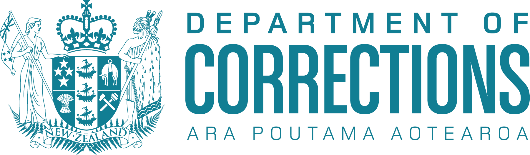 DEPARTMENT OF
CORRECTIONS
ARA POUTAMA AOTEAROA
NEW ZEALAND